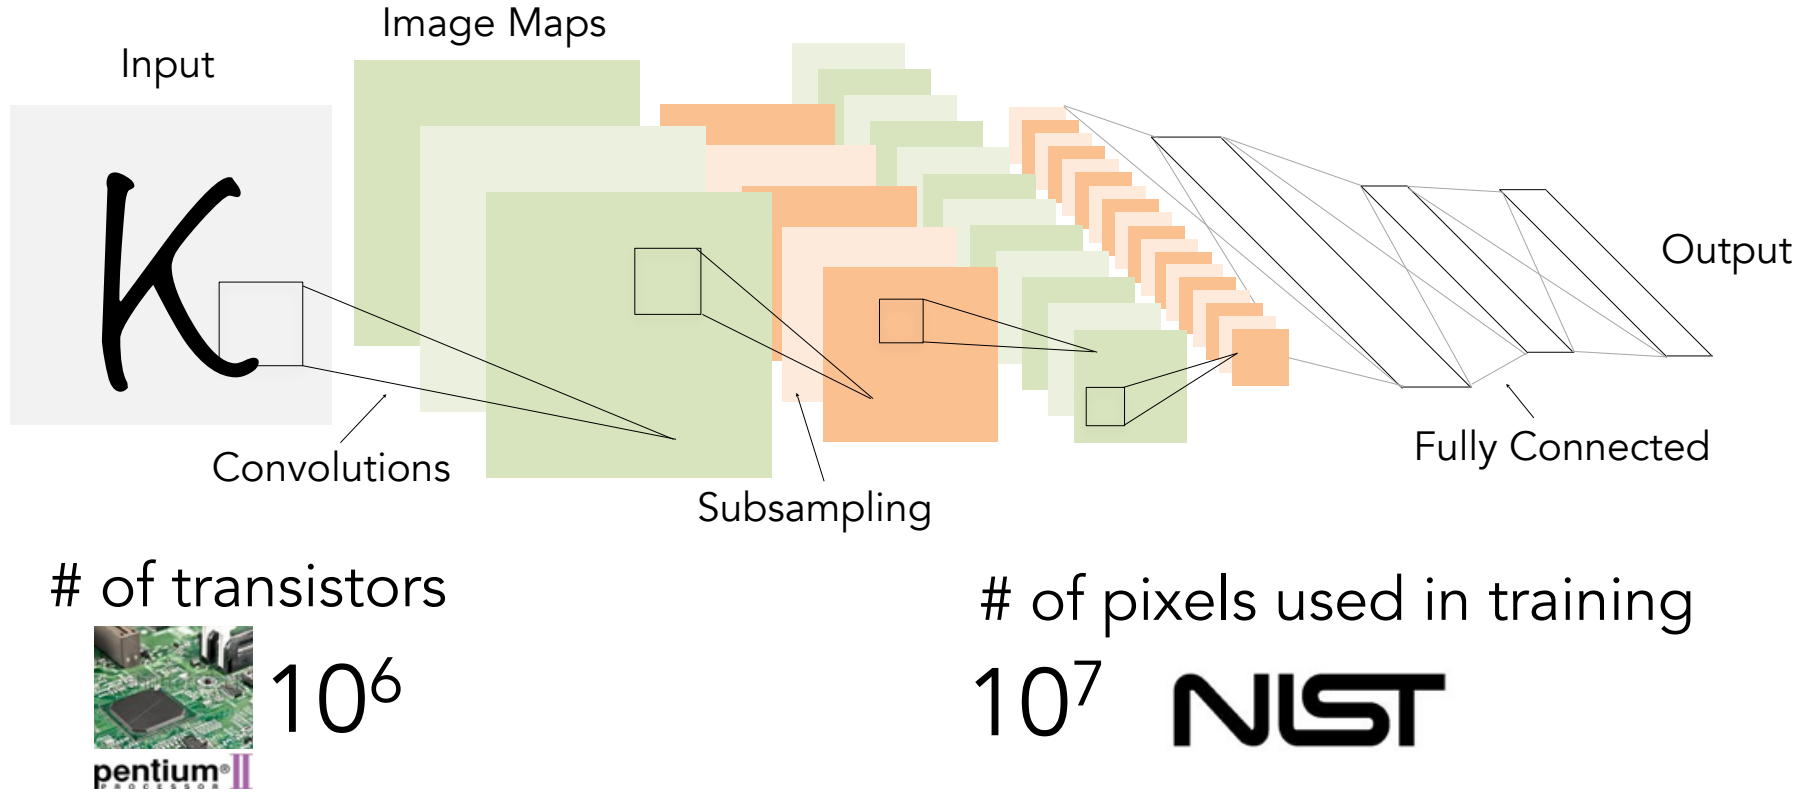 Image Maps
Input
K
Output
Convolutions
Fully Connected
Subsampling
# of transistors
# of pixels used in training
10⁶
10⁷ NIST
pentium® II
PROCESSOR